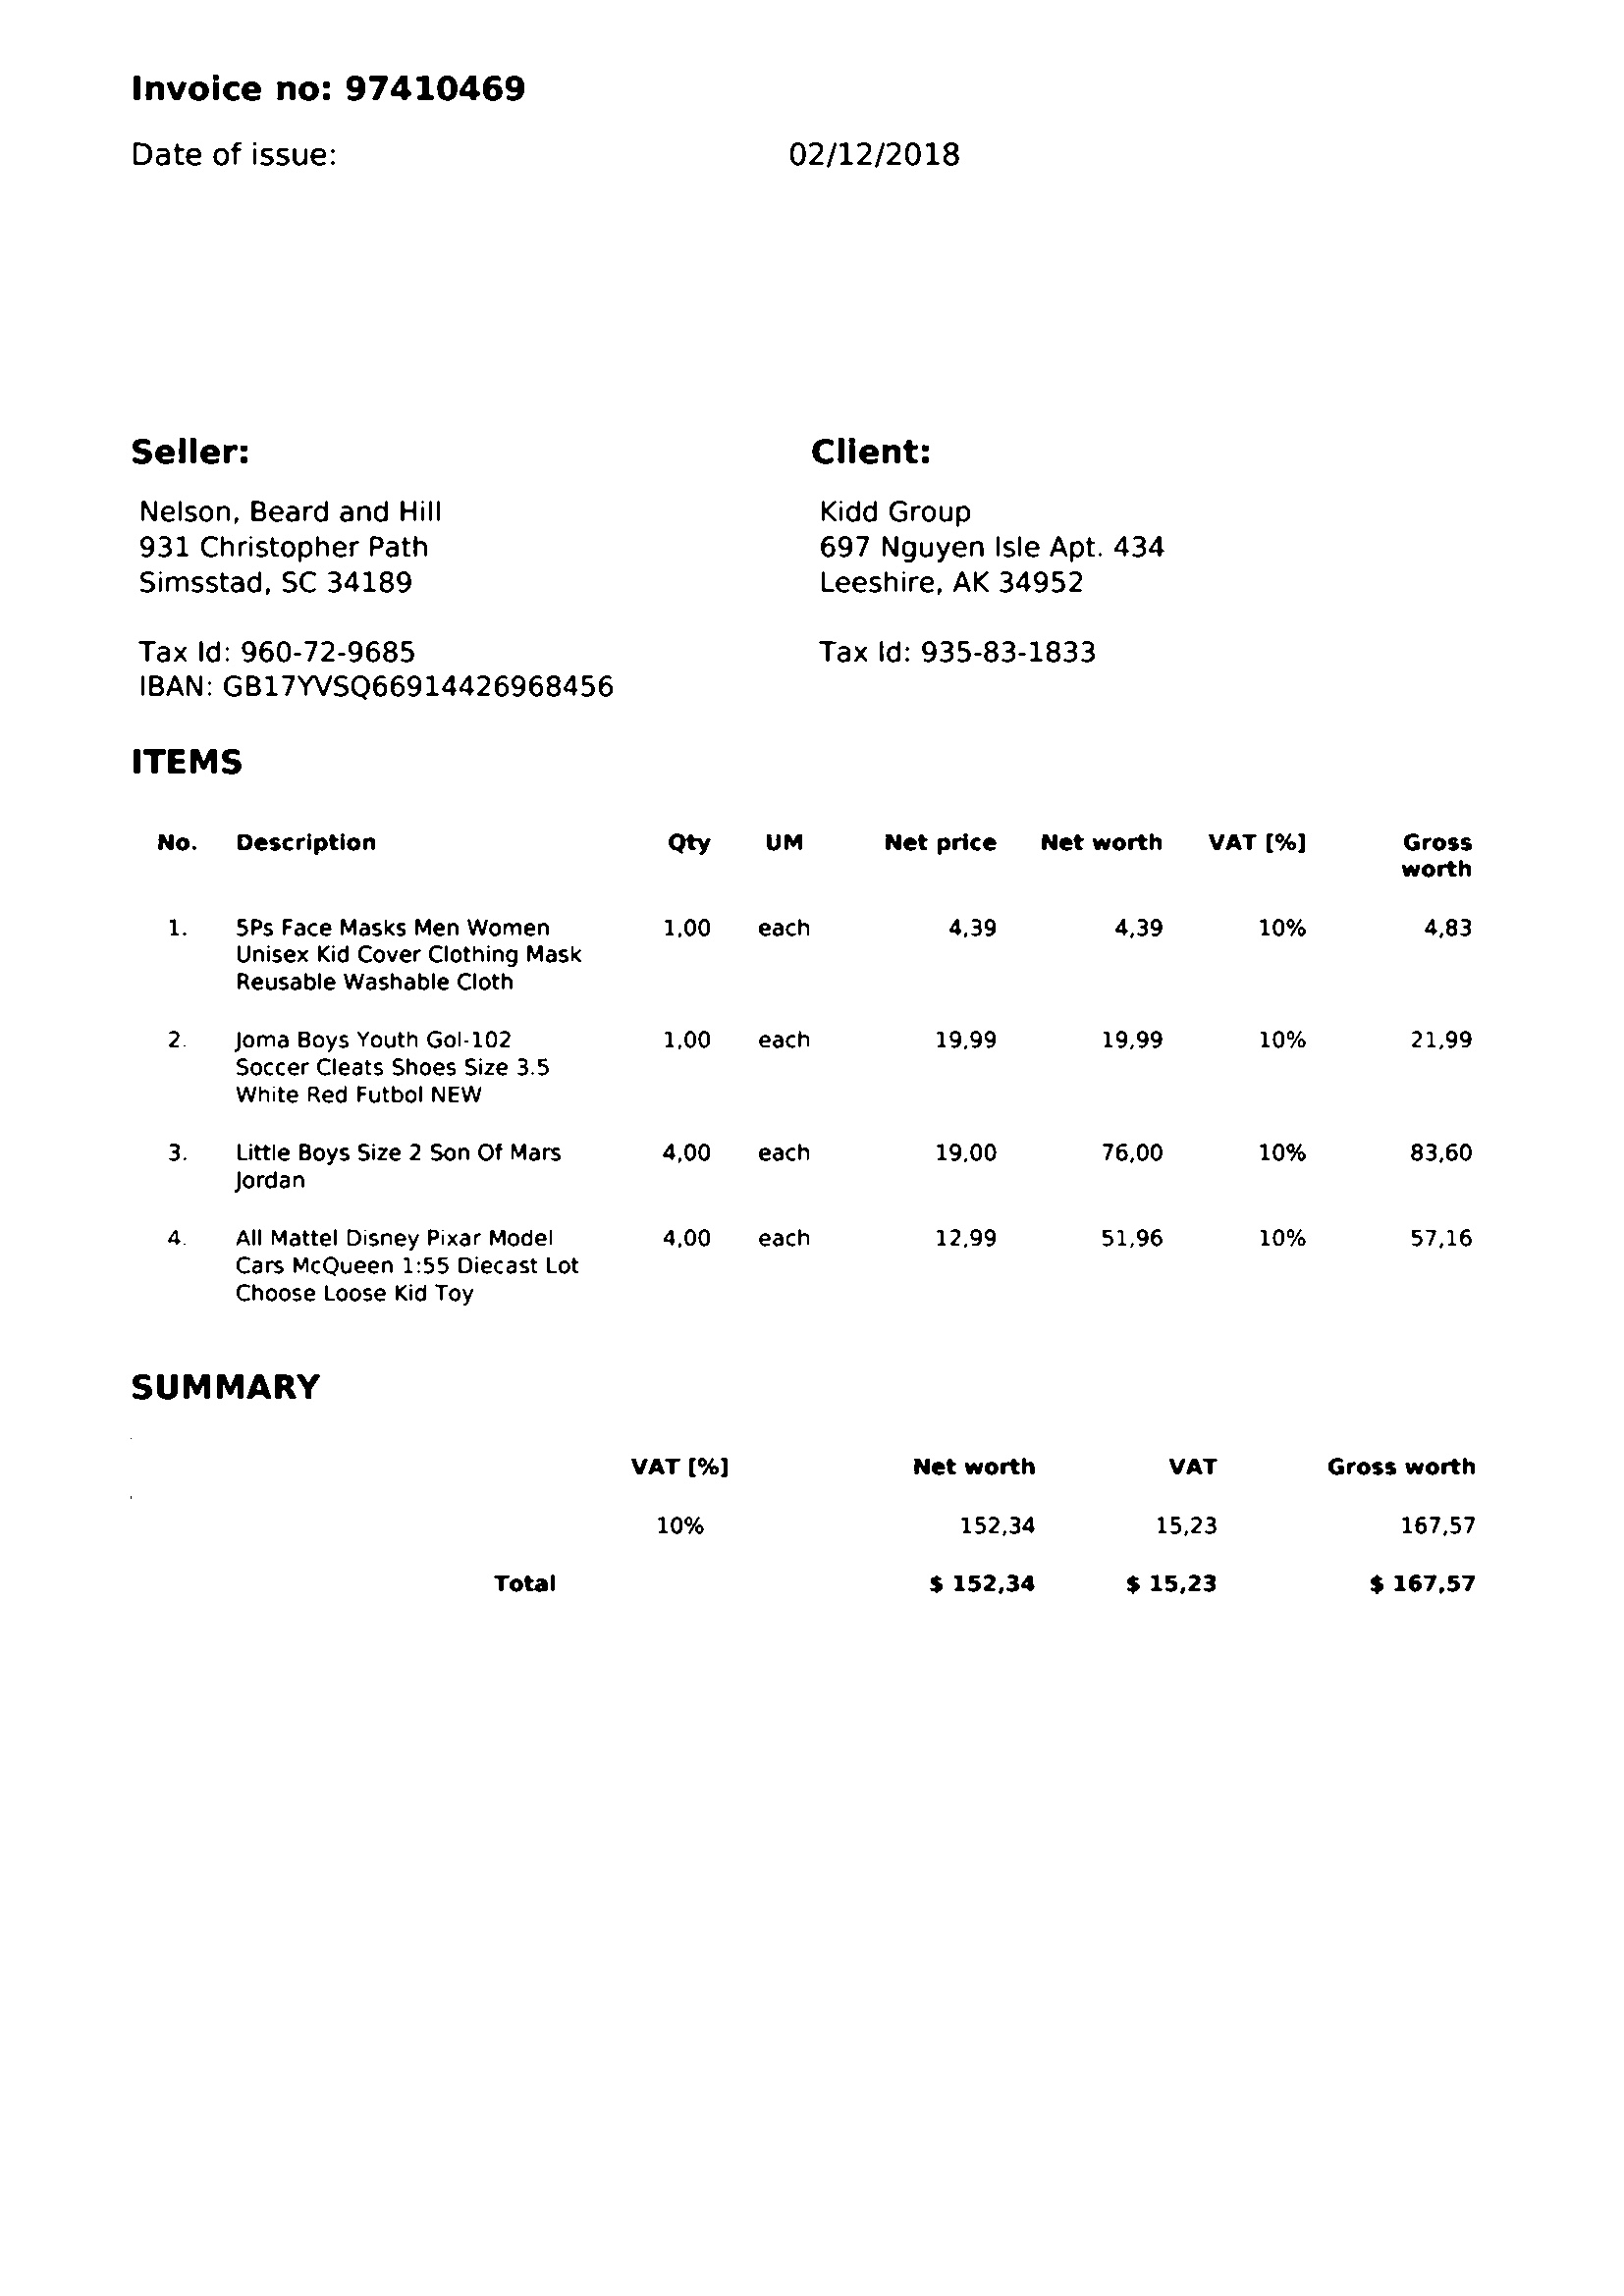 Invoice no: 97410469
Date of issue: 02/12/2018
Seller:
Nelson, Beard and Hill
931 Christopher Path
Simsstad, SC 34189
Tax Id: 960-72-9685
IBAN: GB17YVSQ66914426968456
Client:
Kidd Group
697 Nguyen Isle Apt. 434
Leeshire, AK 34952
Tax Id: 935-83-1833
ITEMS
No. Description Qty UM Net price Net worth VAT [%] Gross
worth
1. 5Ps Face Masks Men Women 1,00 each 4,39 4,39 10% 4,83
Unisex Kid Cover Clothing Mask
Reusable Washable Cloth
2. Joma Boys Youth Gol-102 1,00 each 19,99 19,99 10% 21,99
Soccer Cleats Shoes Size 3.5
White Red Futbol NEW
3. Little Boys Size 2 Son Of Mars 4,00 each 19,00 76,00 10% 83,60
Jordan
4. All Mattel Disney Pixar Model 4,00 each 12,99 51,96 10% 57,16
Cars McQueen 1:55 Diecast Lot
Choose Loose Kid Toy
SUMMARY
VAT [%] Net worth VAT Gross worth
10% 152,34 15,23 167,57
Total $ 152,34 $ 15,23 $ 167,57